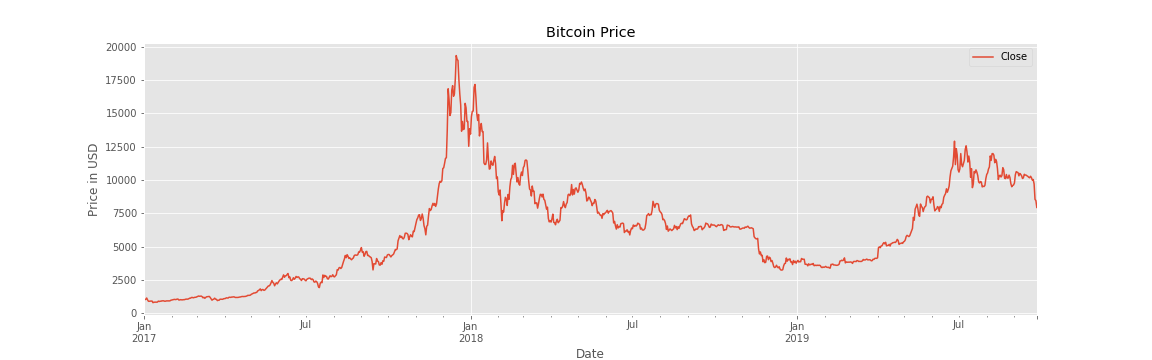 Bitcoin Price
Close
Price in USD
20000
17500
15000
12500
10000
7500
5000
2500
0
Jan Jul Jan Jul Jan Jul
2017 2018 2019
Date